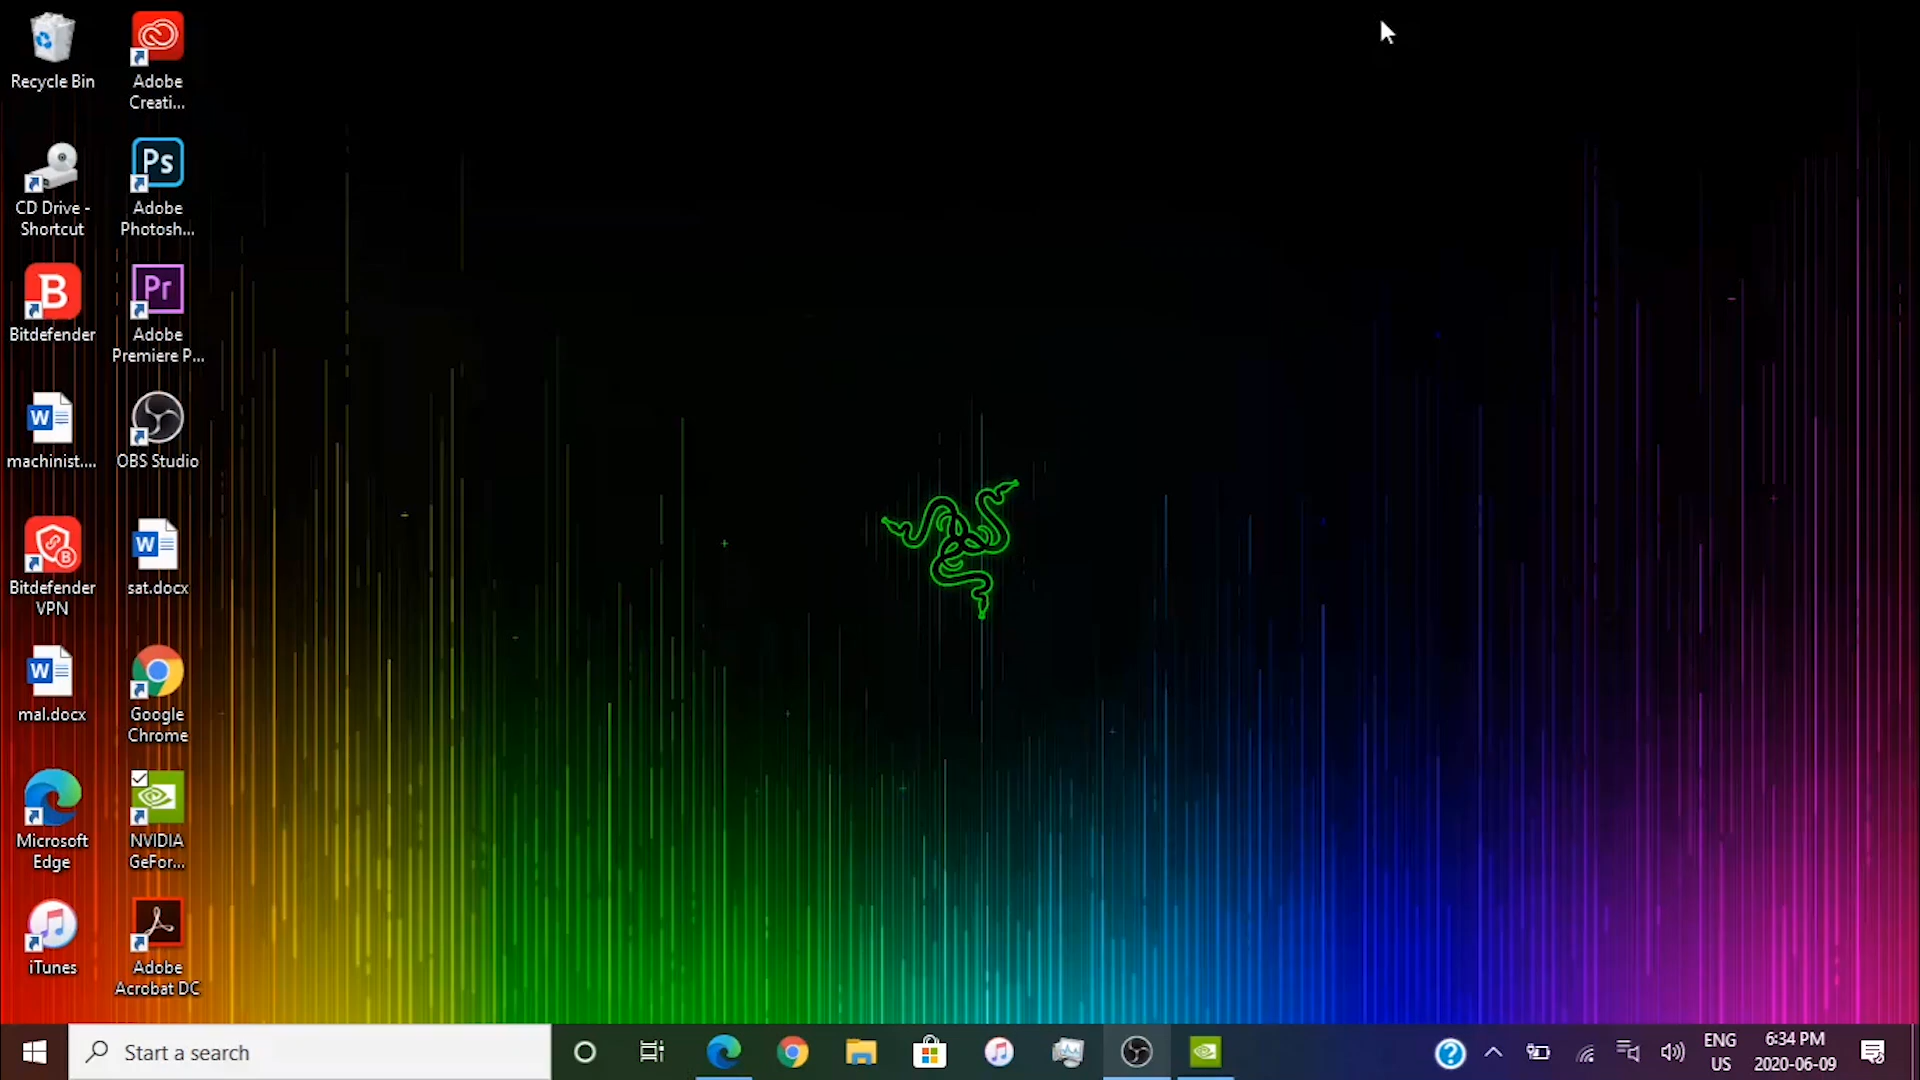 Recycle Bin
Adobe
Creati...
CD Drive -
Shortcut
Ps
Adobe
Photosh...
B
Bitdefender
Pr
Adobe
Premiere P...
W
machinist....
OBS Studio
B
Bitdefender
VPN
W
sat.docx
W
mal.docx
Google
Chrome
Microsoft
Edge
NVIDIA
GeFor...
iTunes
Adobe
Acrobat DC
Start a search
?
ENG
US
6:34 PM
2020-06-09